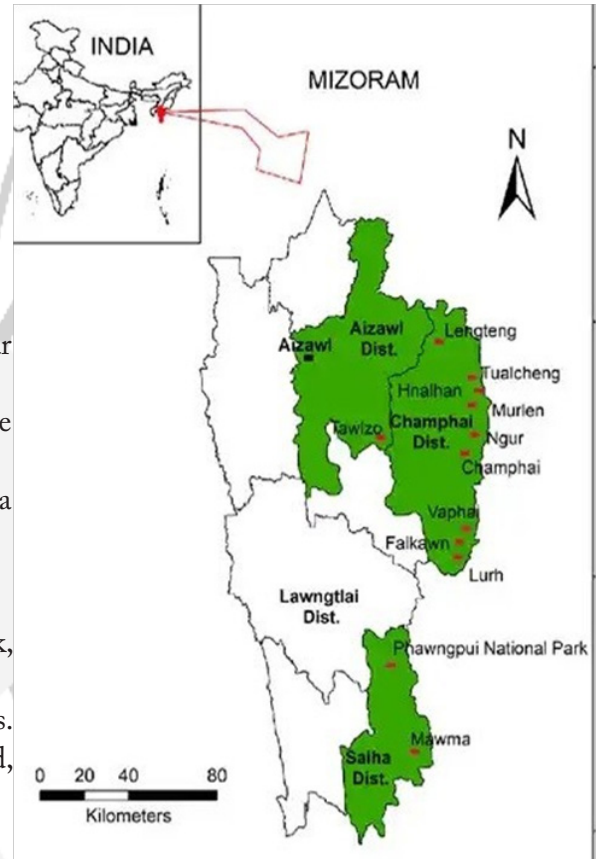 INDIA
MIZORAM
N
Lengteng
Aizawl
Aizawl
Dist.
Tualcheng
Hnalhan
Murlen
Tawizo
Champhai
Dist.
Ngur
Champhai
Vaphai
Falkawn
Lurh
Lawngtlai
Dist.
Phawngpui National Park
Mawma
Saiha
Dist.
0 20 40 80
Kilometers